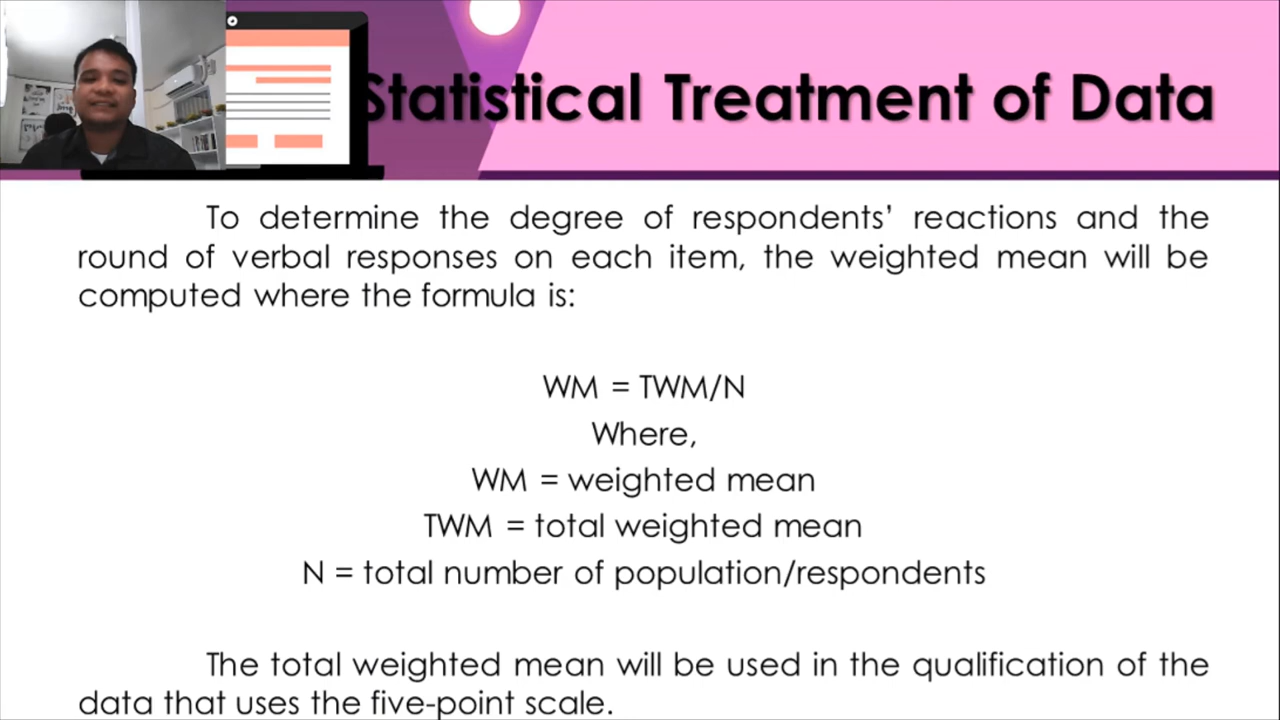 Statistical Treatment of Data
To determine the degree of respondents' reactions and the
round of verbal responses on each item, the weighted mean will be
computed where the formula is:
WM = TWM/N
Where,
WM = weighted mean
TWM = total weighted mean
N = total number of population/respondents
The total weighted mean will be used in the qualification of the
data that uses the five-point scale.